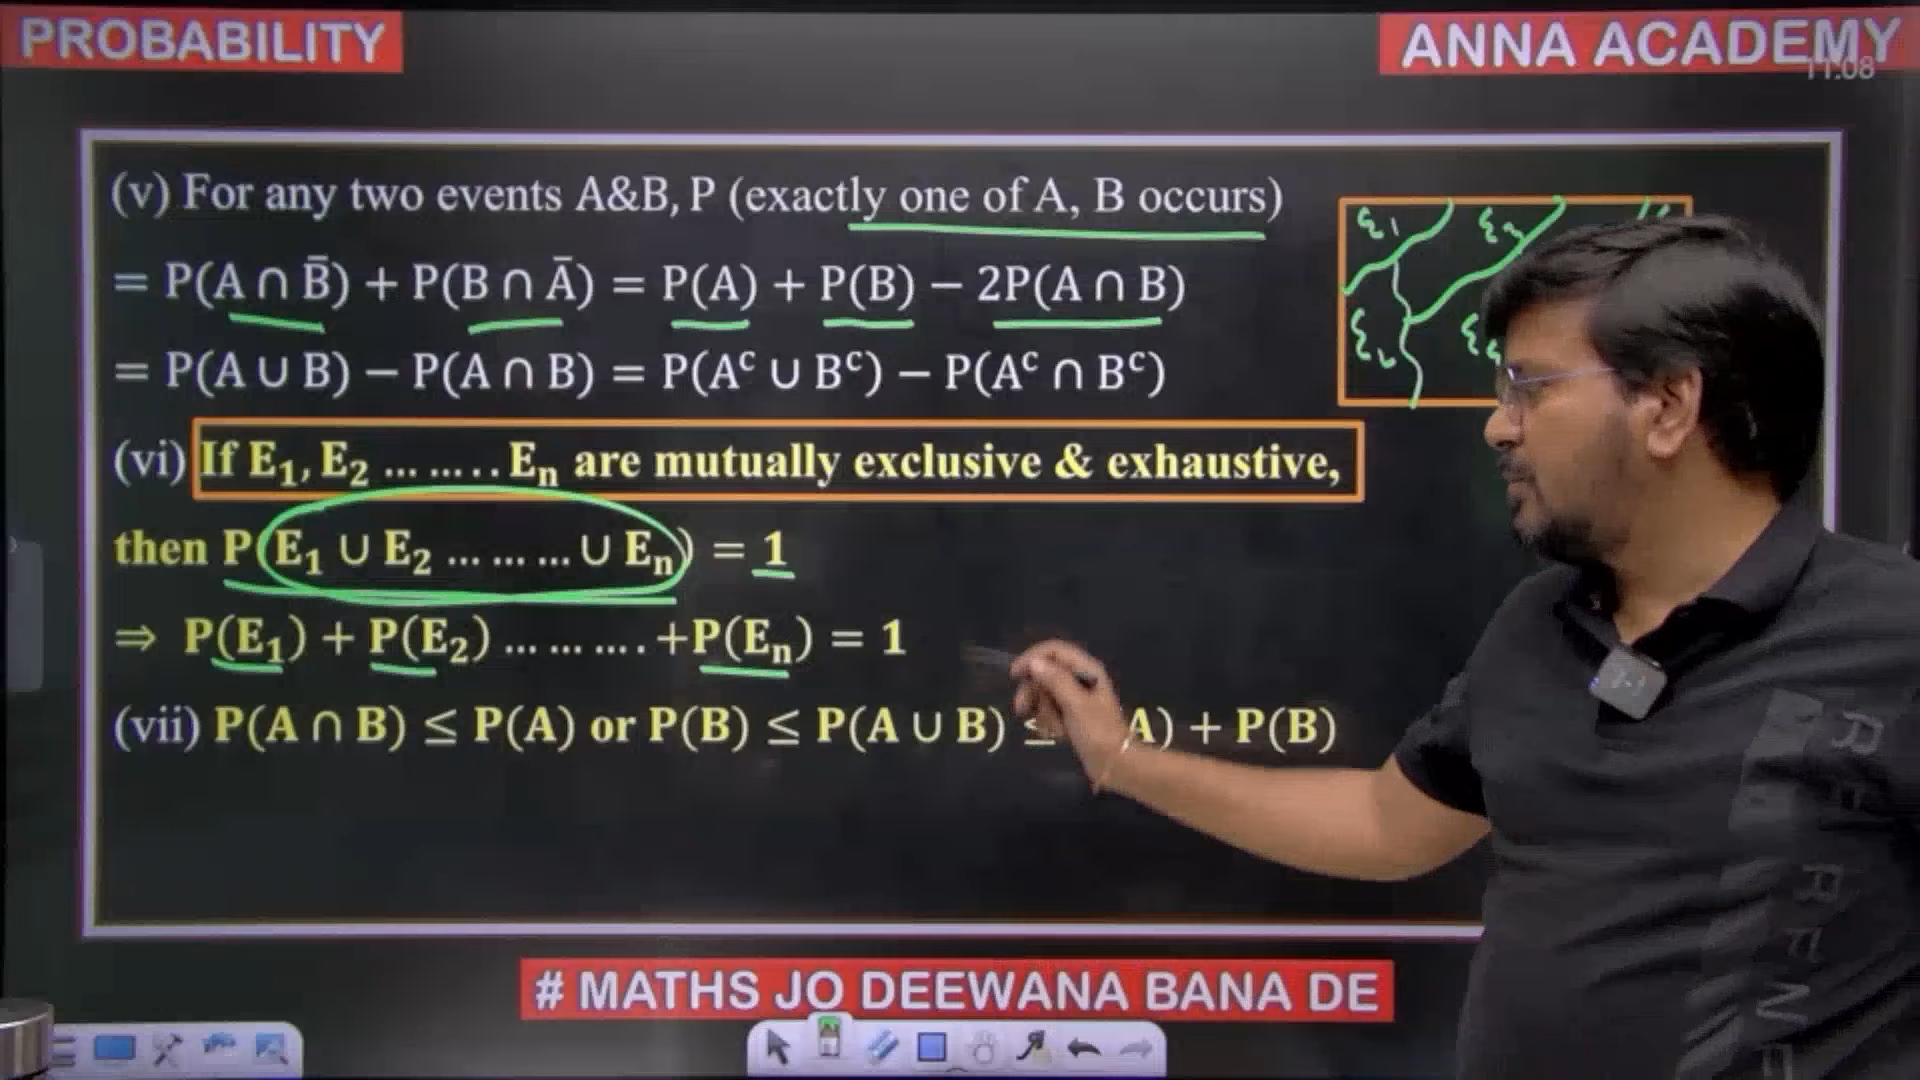 PROBABILITY
ANNA ACADEMY
11:08
(v) For any two events A&B, P (exactly one of A, B occurs)
= P(A ∩ B̄) + P(B ∩ Ā) = P(A) + P(B) − 2P(A ∩ B)
= P(A ∪ B) − P(A ∩ B) = P(Aᶜ ∪ Bᶜ) − P(Aᶜ ∩ Bᶜ)
(vi) If E₁, E₂ ........ Eₙ are mutually exclusive & exhaustive,
then P(E₁ ∪ E₂ ... ... ... ∪ Eₙ) = 1
⇒ P(E₁) + P(E₂) ... ... .... +P(Eₙ) = 1
(vii) P(A ∩ B) ≤ P(A) or P(B) ≤ P(A ∪ B) ≤ A) + P(B)
# MATHS JO DEEWANA BANA DE